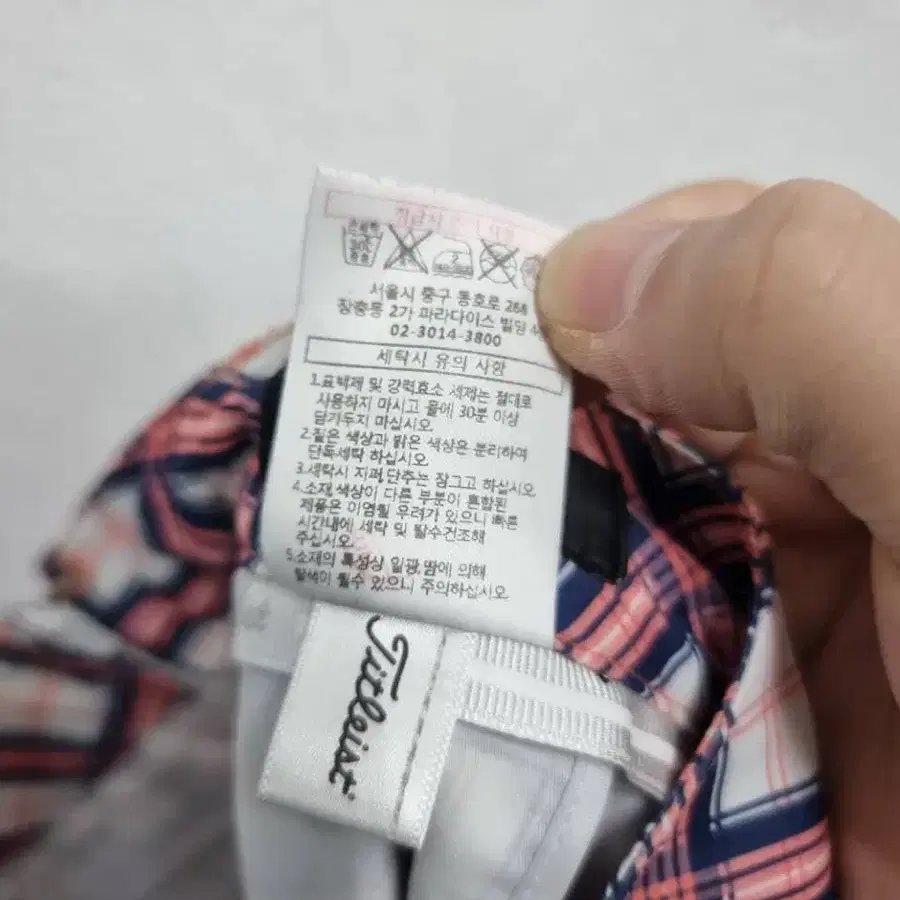 취급시
손세탁
30℃
중성
서울시 중구 동호로 268
장충동 2가 파라다이스 빌딩
02-3014-3800
세탁시 유의 사항
1.표백제 및 강력효소 세제는 절대로
사용하지 마시고 물에 30분 이상
담가두지 마십시오.
2.짙은 색상과 밝은 색상은 분리하여
단독세탁 하십시오.
3.세탁시 지퍼,단추는 잠그고 하십시오
4.소재,색상이 다른 부분이 혼합된
제품은 이염될 우려가 있으니 빠른
시간내에 세탁 및 탈수건조해
주십시오.
5.소재의 특성상 일광,땀에 의해
탈색이 될수 있으니 주의하십시오.
Titleist